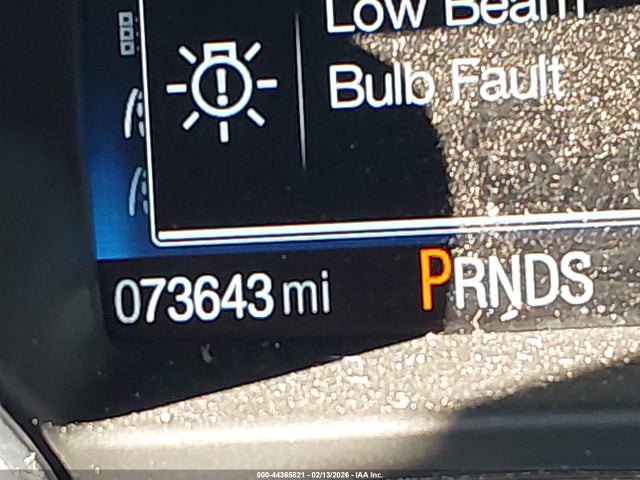 Low Beam
Bulb Fault
073643 mi PRNDS
000-44365821 - 02/13/2026 - IAA Inc.